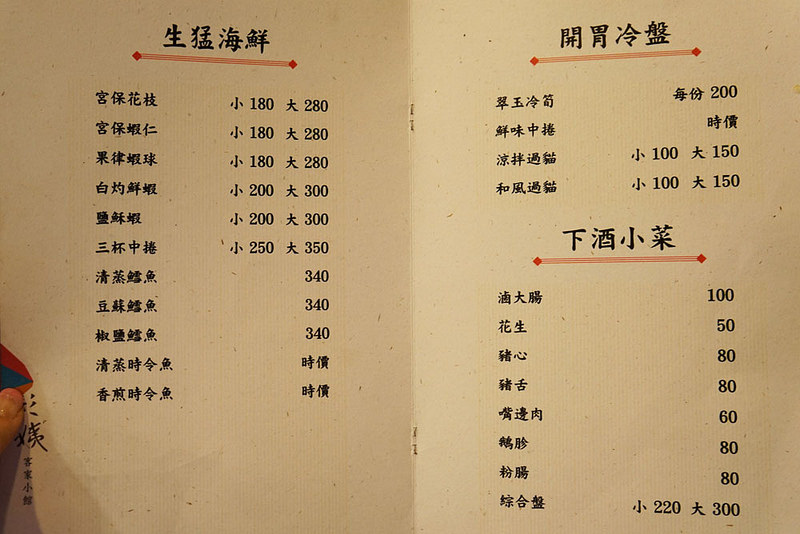 生猛海鮮
宮保花枝 小 180 大 280
宮保蝦仁 小 180 大 280
果律蝦球 小 180 大 280
白灼鮮蝦 小 200 大 300
鹽酥蝦 小 200 大 300
三杯中捲 小 250 大 350
清蒸鱈魚 340
豆蘇鱈魚 340
椒鹽鱈魚 340
清蒸時令魚 時價
香煎時令魚 時價
姨
客家小館
開胃冷盤
翠玉冷筍 每份 200
鮮味中捲 時價
涼拌過貓 小 100 大 150
和風過貓 小 100 大 150
下酒小菜
滷大腸 100
花生 50
豬心 80
豬舌 80
嘴邊肉 60
鵝胗 80
粉腸 80
綜合盤 小 220 大 300